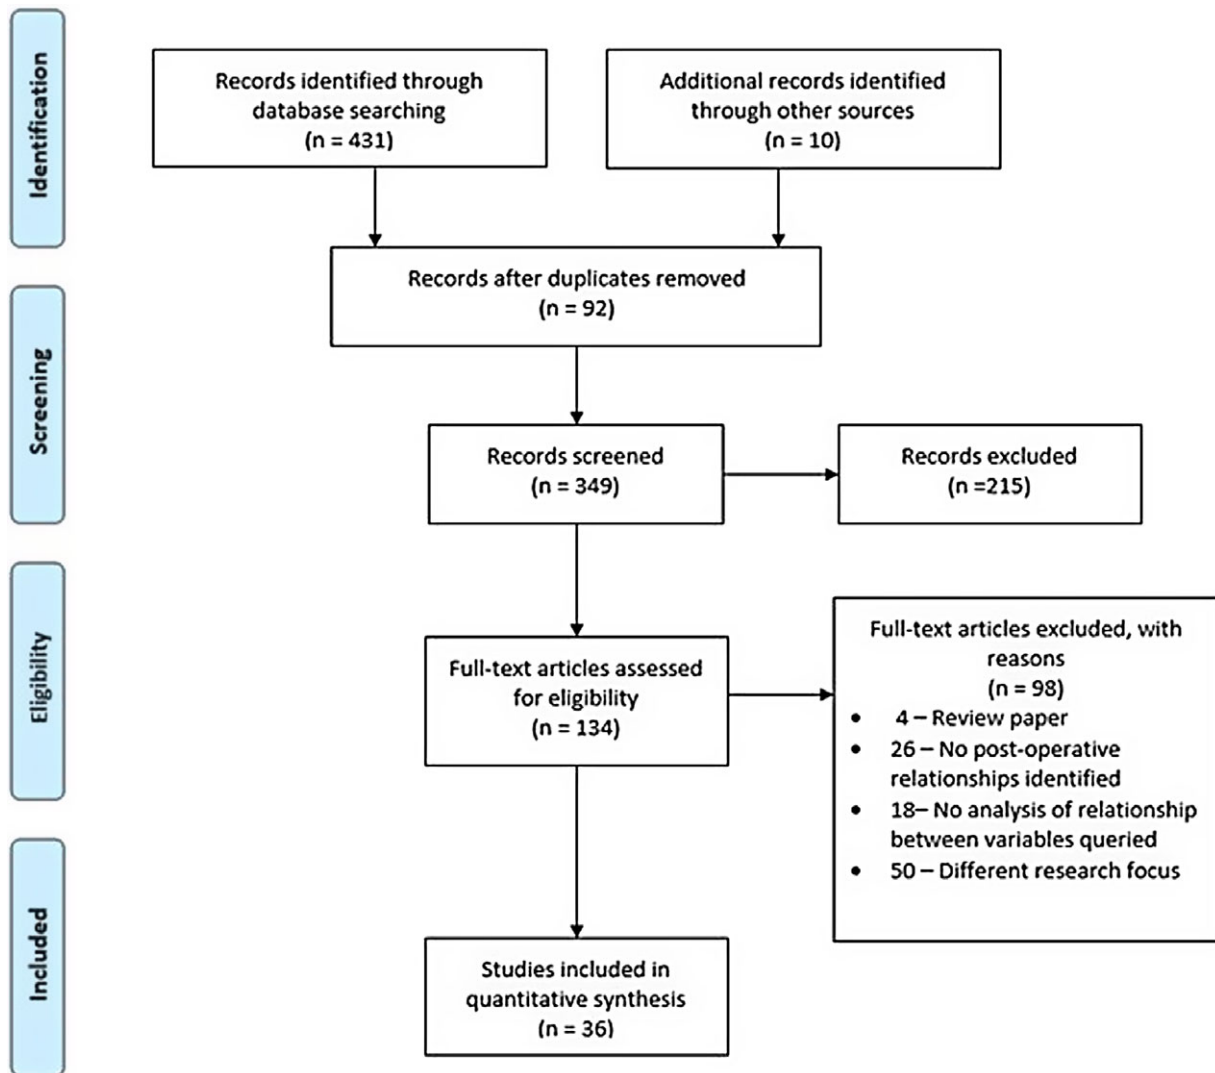 Identification
Records identified through
database searching
(n = 431)
Additional records identified
through other sources
(n = 10)
Records after duplicates removed
(n = 92)
Screening
Records screened
(n = 349)
Records excluded
(n =215)
Eligibility
Full-text articles assessed
for eligibility
(n = 134)
Full-text articles excluded, with
reasons
(n = 98)
• 4 – Review paper
• 26 – No post-operative
relationships identified
• 18– No analysis of relationship
between variables queried
• 50 – Different research focus
Included
Studies included in
quantitative synthesis
(n = 36)